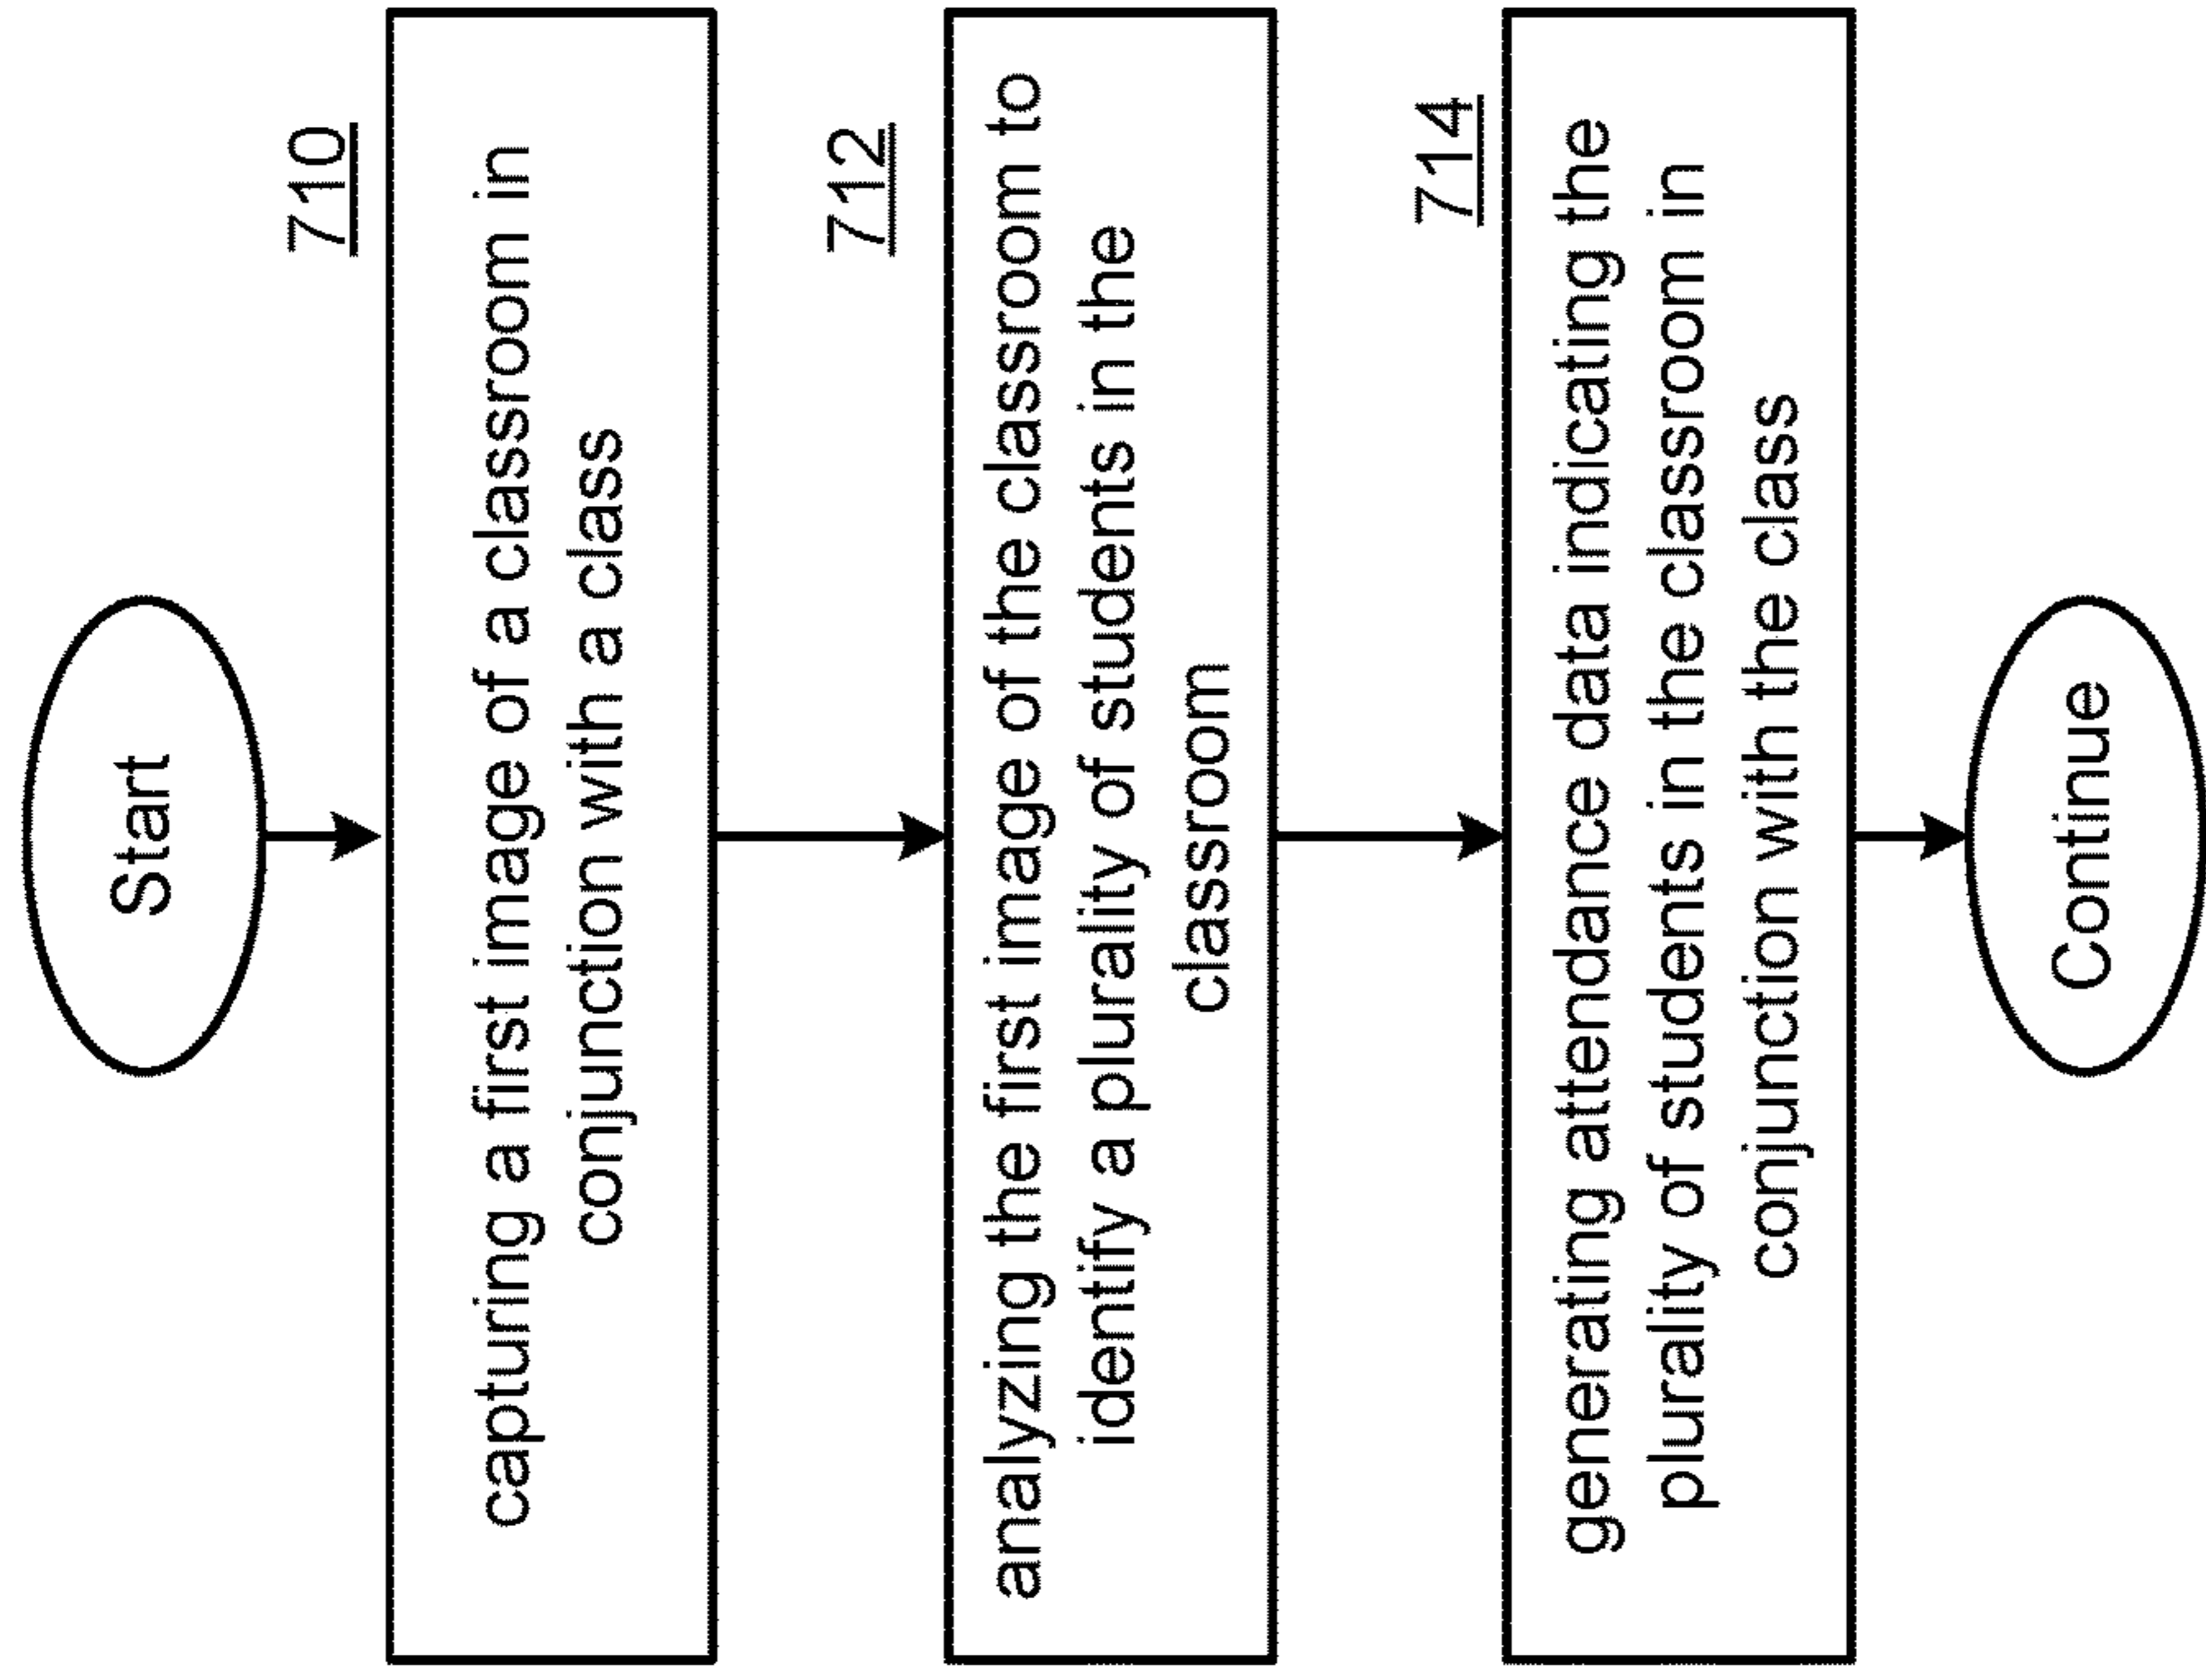 Start
710
capturing a first image of a classroom in
conjunction with a class
712
analyzing the first image of the classroom to
identify a plurality of students in the
classroom
714
generating attendance data indicating the
plurality of students in the classroom in
conjunction with the class
Continue